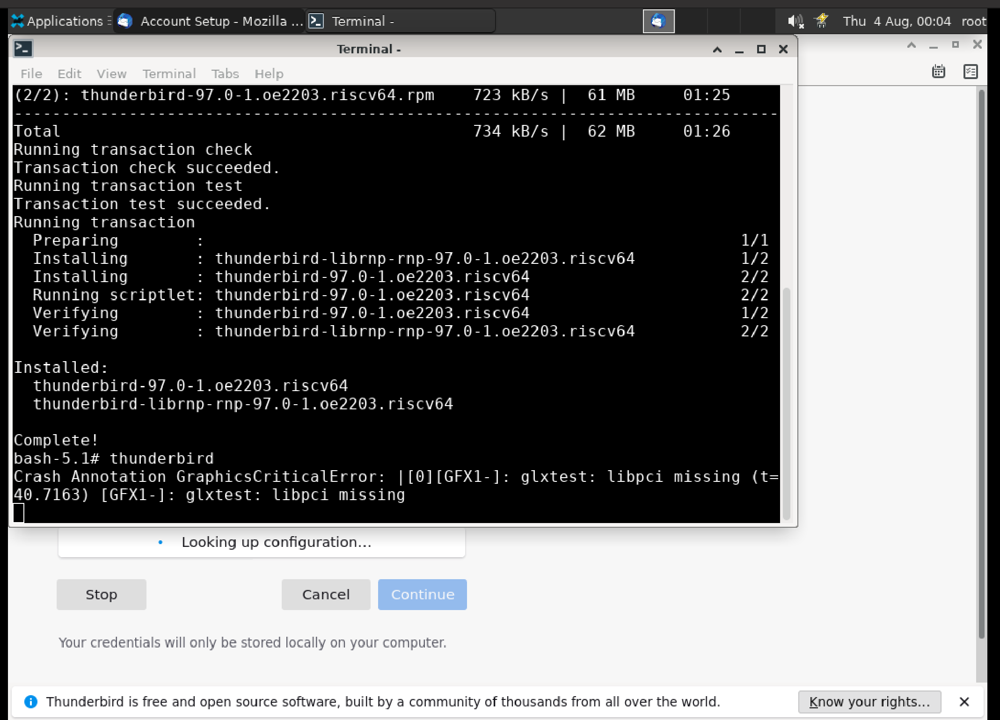 Applications
Account Setup - Mozilla ...
Terminal -
Thu 4 Aug, 00:04
root
Terminal -
File Edit View Terminal Tabs Help
(2/2): thunderbird-97.0-1.oe2203.riscv64.rpm 723 kB/s | 61 MB 01:25
--------------------------------------------------------------------------------
Total 734 kB/s | 62 MB 01:26
Running transaction check
Transaction check succeeded.
Running transaction test
Transaction test succeeded.
Running transaction
Preparing : 1/1
Installing : thunderbird-librnp-rnp-97.0-1.oe2203.riscv64 1/2
Installing : thunderbird-97.0-1.oe2203.riscv64 2/2
Running scriptlet: thunderbird-97.0-1.oe2203.riscv64 2/2
Verifying : thunderbird-97.0-1.oe2203.riscv64 1/2
Verifying : thunderbird-librnp-rnp-97.0-1.oe2203.riscv64 2/2
Installed:
thunderbird-97.0-1.oe2203.riscv64
thunderbird-librnp-rnp-97.0-1.oe2203.riscv64
Complete!
bash-5.1# thunderbird
Crash Annotation GraphicsCriticalError: |[0][GFX1-]: glxtest: libpci missing (t=
40.7163) [GFX1-]: glxtest: libpci missing
Looking up configuration...
Stop
Cancel
Continue
Your credentials will only be stored locally on your computer.
Thunderbird is free and open source software, built by a community of thousands from all over the world.
Know your rights...